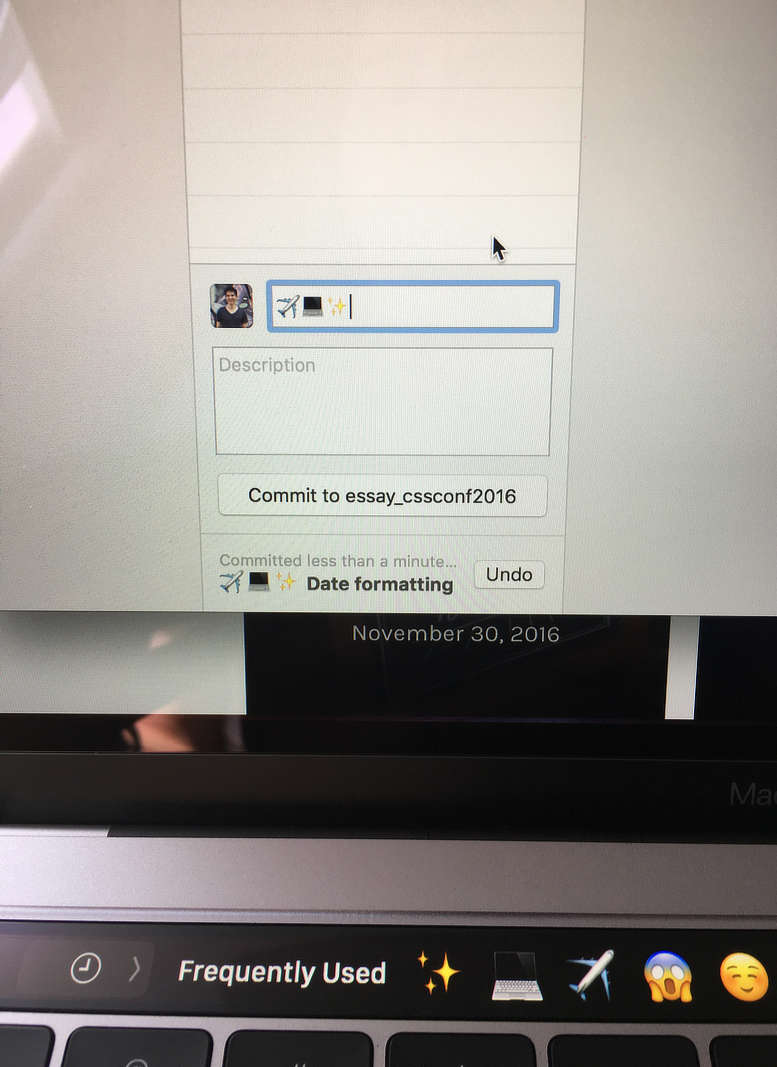 ✈️💻✨
Description
Commit to essay_cssconf2016
Committed less than a minute...
✈️💻✨ Date formatting
Undo
November 30, 2016
Frequently Used ✨ 💻 ✈️ 😱 ☺️